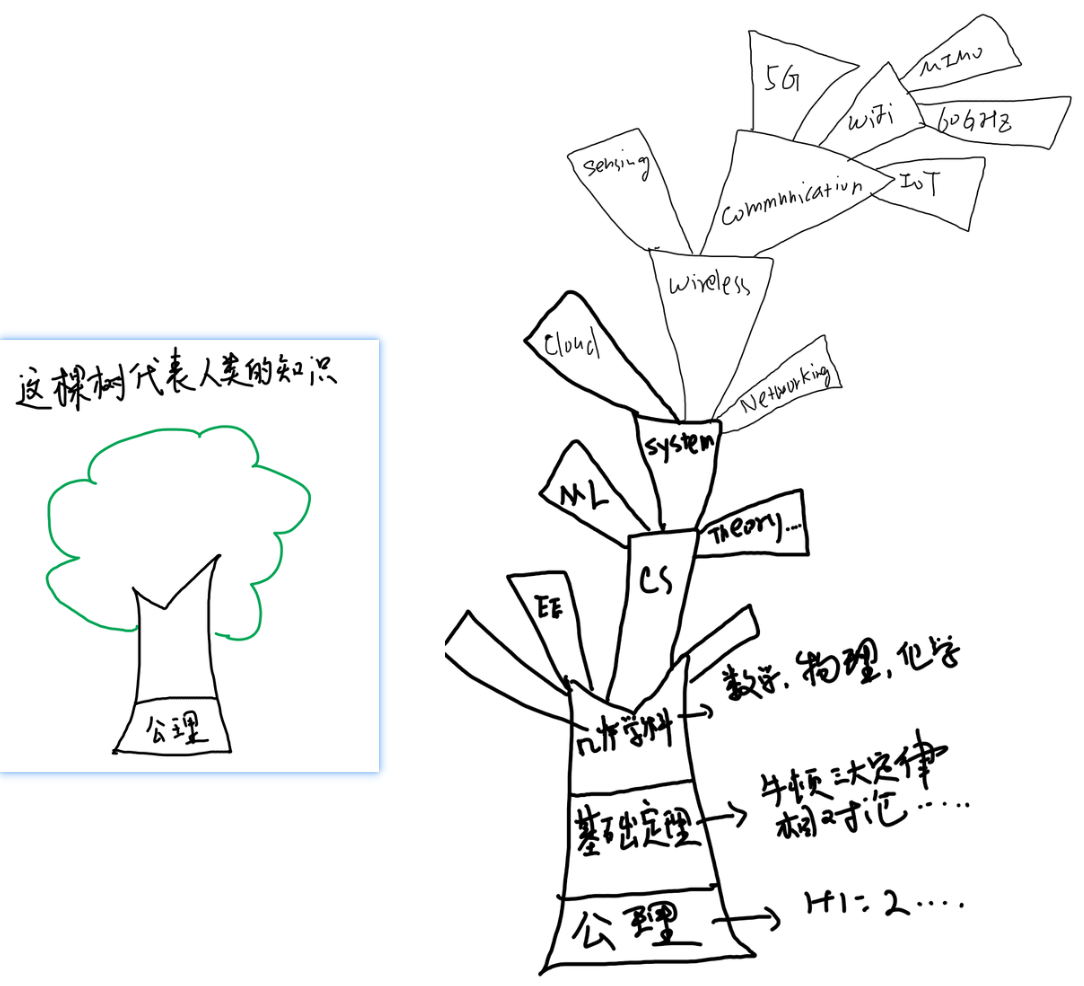 这棵树代表人类的知识
公理
5G
MIMO
WiFi
60GHZ
Sensing
Communication
IoT
Wireless
Cloud
Networking
System
ML
Theory....
CS
EE
数学, 物理, 化学
学科
牛顿三大定律
基础定理
相对论 .....
公理
1+1=2....